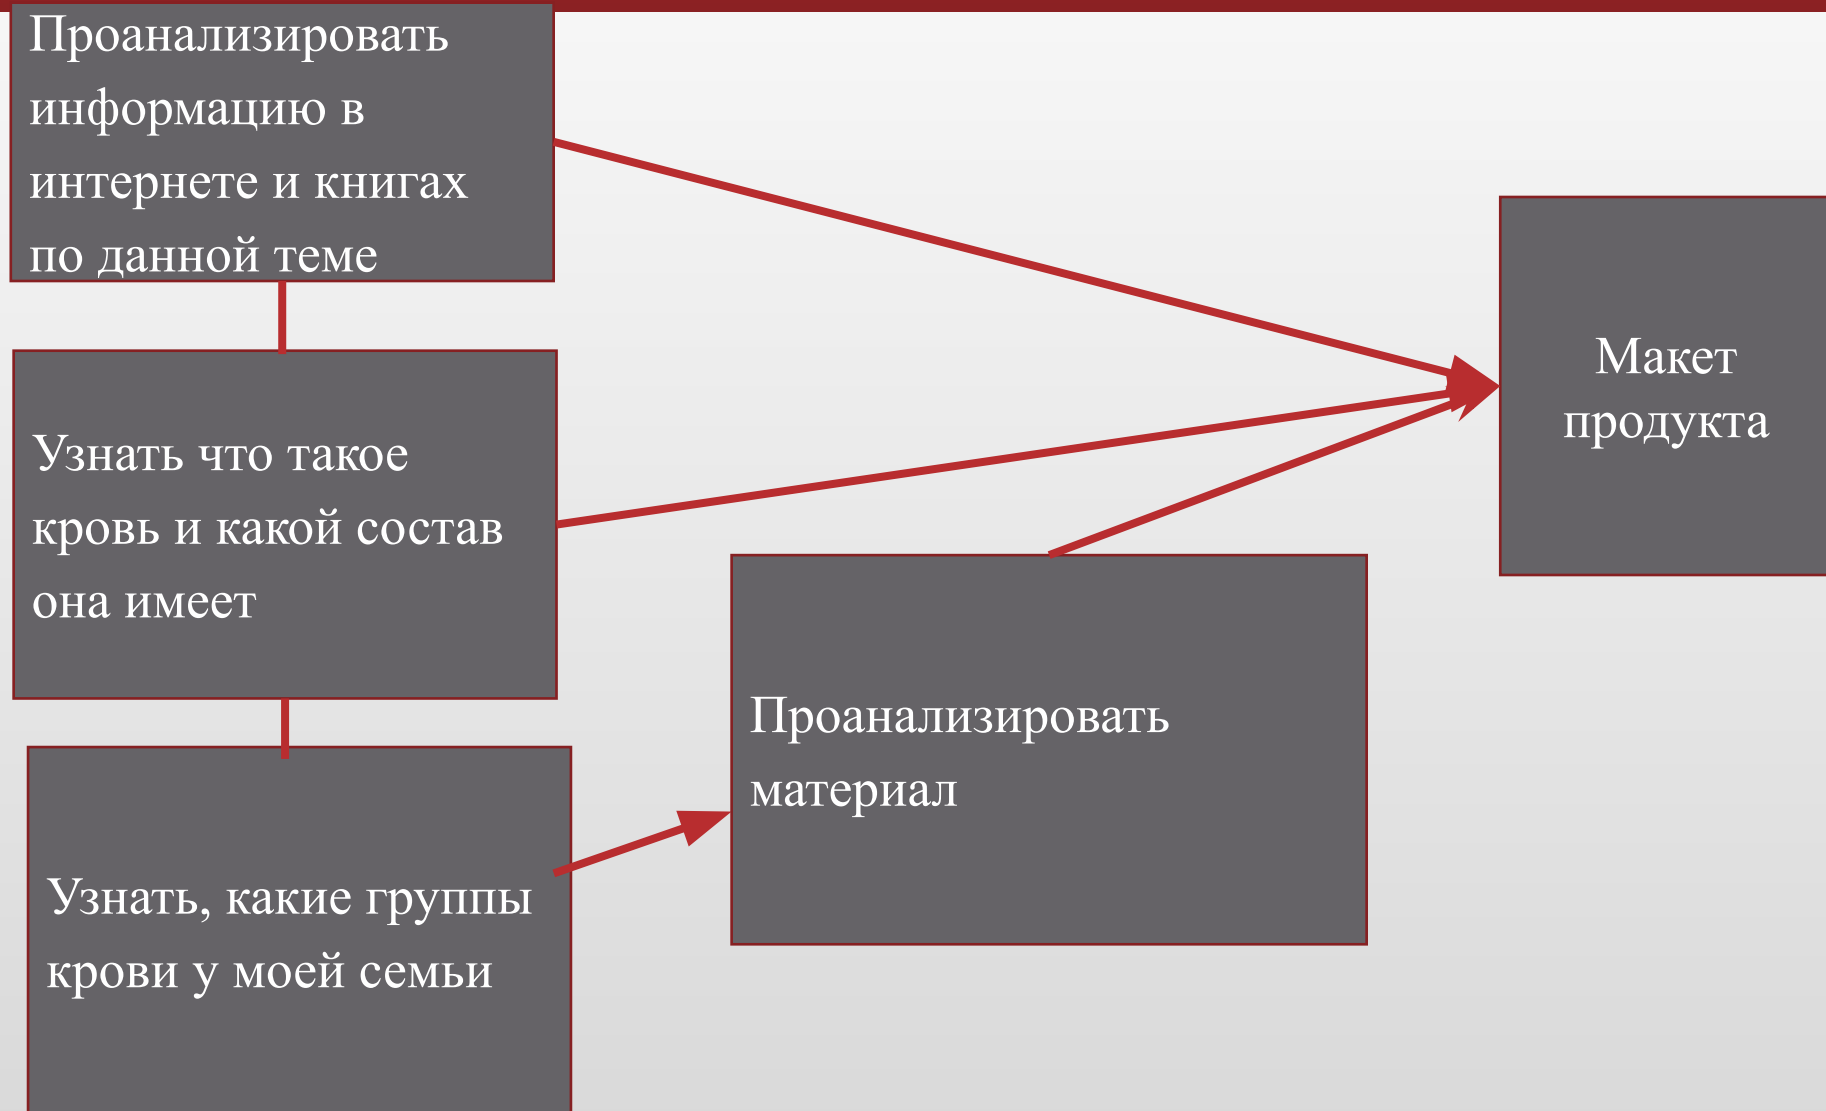 Проанализировать
информацию в
интернете и книгах
по данной теме
Узнать что такое
кровь и какой состав
она имеет
Узнать, какие группы
крови у моей семьи
Проанализировать
материал
Макет
продукта